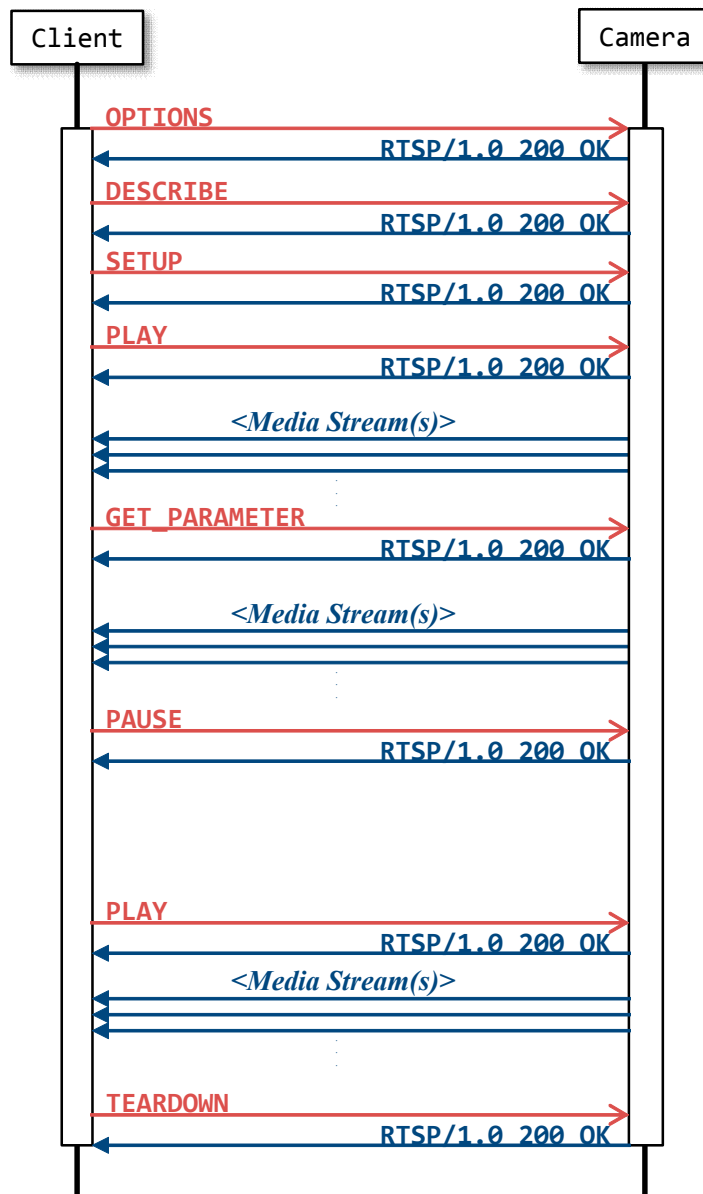 Client
Camera
OPTIONS
RTSP/1.0 200 OK
DESCRIBE
RTSP/1.0 200 OK
SETUP
RTSP/1.0 200 OK
PLAY
RTSP/1.0 200 OK
<Media Stream(s)>
GET_PARAMETER
RTSP/1.0 200 OK
<Media Stream(s)>
PAUSE
RTSP/1.0 200 OK
PLAY
RTSP/1.0 200 OK
<Media Stream(s)>
TEARDOWN
RTSP/1.0 200 OK